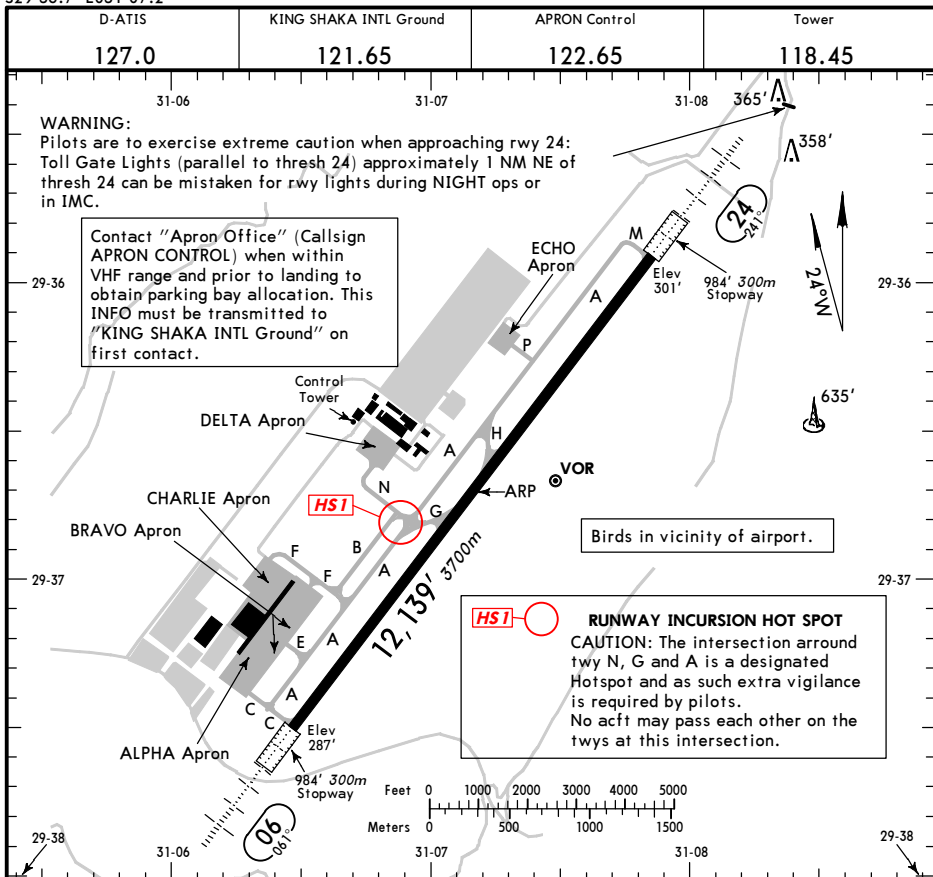 D-ATIS
127.0
KING SHAKA INTL Ground
121.65
APRON Control
122.65
Tower
118.45
31-06
31-07
31-08
365'
358'
WARNING:
Pilots are to exercise extreme caution when approaching rwy 24:
Toll Gate Lights (parallel to thresh 24) approximately 1 NM NE of
thresh 24 can be mistaken for rwy lights during NIGHT ops or
in IMC.
Contact "Apron Office" (Callsign
APRON CONTROL) when within
VHF range and prior to landing to
obtain parking bay allocation. This
INFO must be transmitted to
"KING SHAKA INTL Ground" on
first contact.
24
241°
M
ECHO
Apron
Elev
301'
984' 300m
Stopway
24°W
29-36
29-36
A
P
635'
Control
Tower
DELTA Apron
H
A
VOR
N
ARP
CHARLIE Apron
HS1
G
BRAVO Apron
Birds in vicinity of airport.
F
B
A
12,139' 3700m
29-37
F
29-37
HS1
RUNWAY INCURSION HOT SPOT
CAUTION: The intersection arround
twy N, G and A is a designated
Hotspot and as such extra vigilance
is required by pilots.
No acft may pass each other on the
twys at this intersection.
E
A
A
C
C
Elev
287'
ALPHA Apron
984' 300m
Stopway
06
061°
Feet 0 1000 2000 3000 4000 5000
Meters 0 500 1000 1500
29-38
29-38
31-06
31-07
31-08